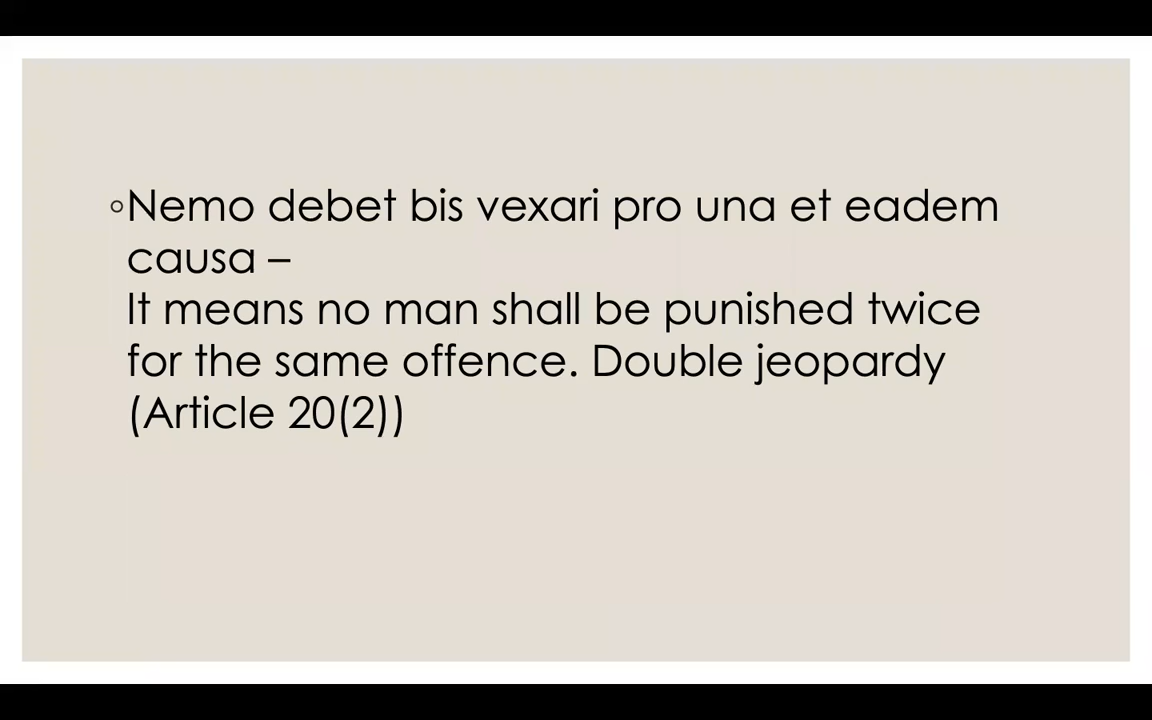 ◦Nemo debet bis vexari pro una et eadem
causa –
It means no man shall be punished twice
for the same offence. Double jeopardy
(Article 20(2))